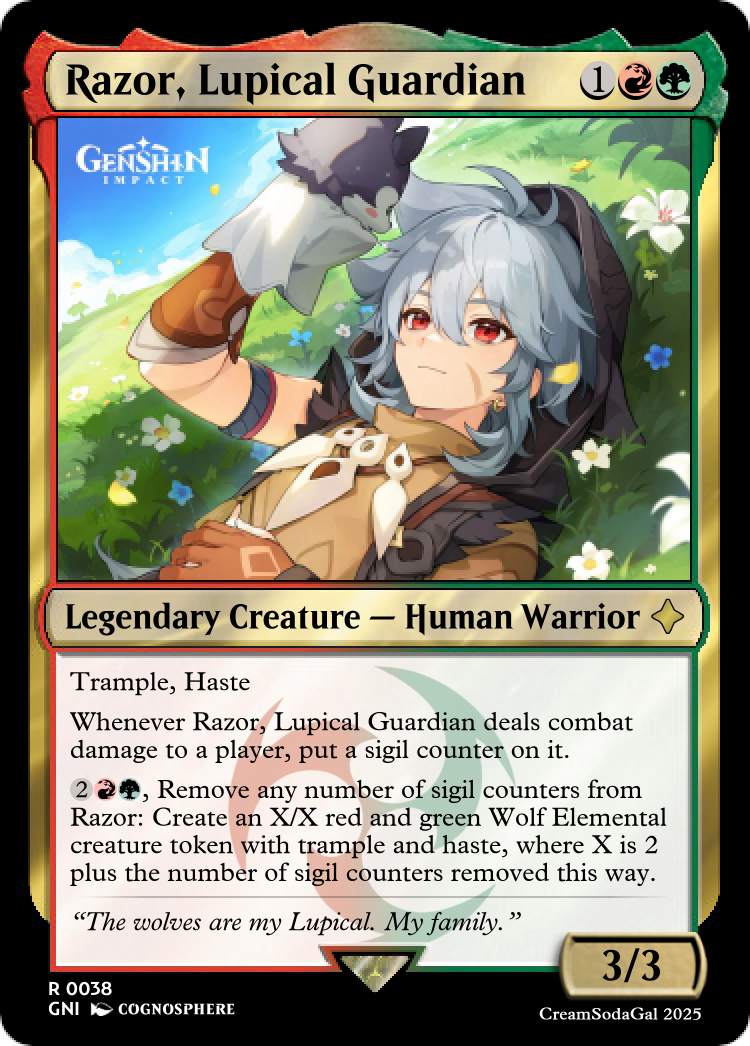 Razor, Lupical Guardian 1
GENSHIN
IMPACT
Legendary Creature — Human Warrior
Trample, Haste
Whenever Razor, Lupical Guardian deals combat
damage to a player, put a sigil counter on it.
2, Remove any number of sigil counters from
Razor: Create an X/X red and green Wolf Elemental
creature token with trample and haste, where X is 2
plus the number of sigil counters removed this way.
“The wolves are my Lupical. My family.”
3/3
R 0038
GNI COGNOSPHERE
CreamSodaGal 2025